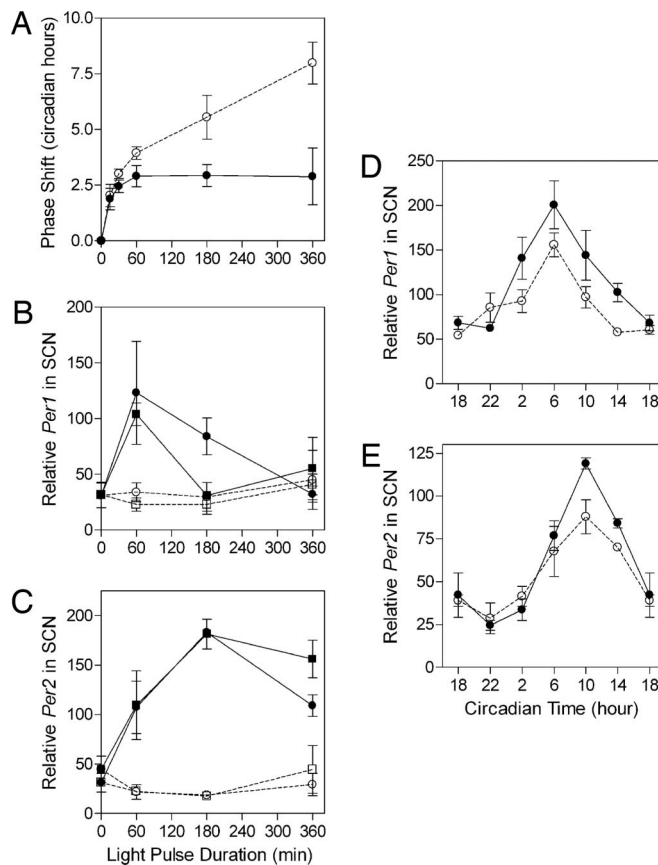 A
Phase Shift (circadian hours)
10.0
7.5
5.0
2.5
0.0
0 60 120 180 240 300 360
B
Relative Per1 in SCN
200
150
100
50
0
0 60 120 180 240 300 360
C
Relative Per2 in SCN
200
150
100
50
0
0 60 120 180 240 300 360
Light Pulse Duration (min)
D
Relative Per1 in SCN
250
200
150
100
50
0
18 22 2 6 10 14 18
E
Relative Per2 in SCN
125
100
75
50
25
0
18 22 2 6 10 14 18
Circadian Time (hour)